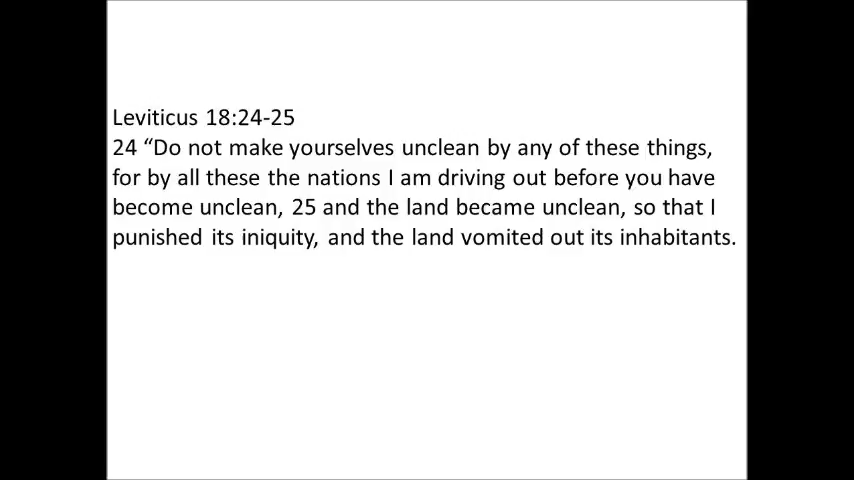 Leviticus 18:24-25
24 “Do not make yourselves unclean by any of these things,
for by all these the nations I am driving out before you have
become unclean, 25 and the land became unclean, so that I
punished its iniquity, and the land vomited out its inhabitants.